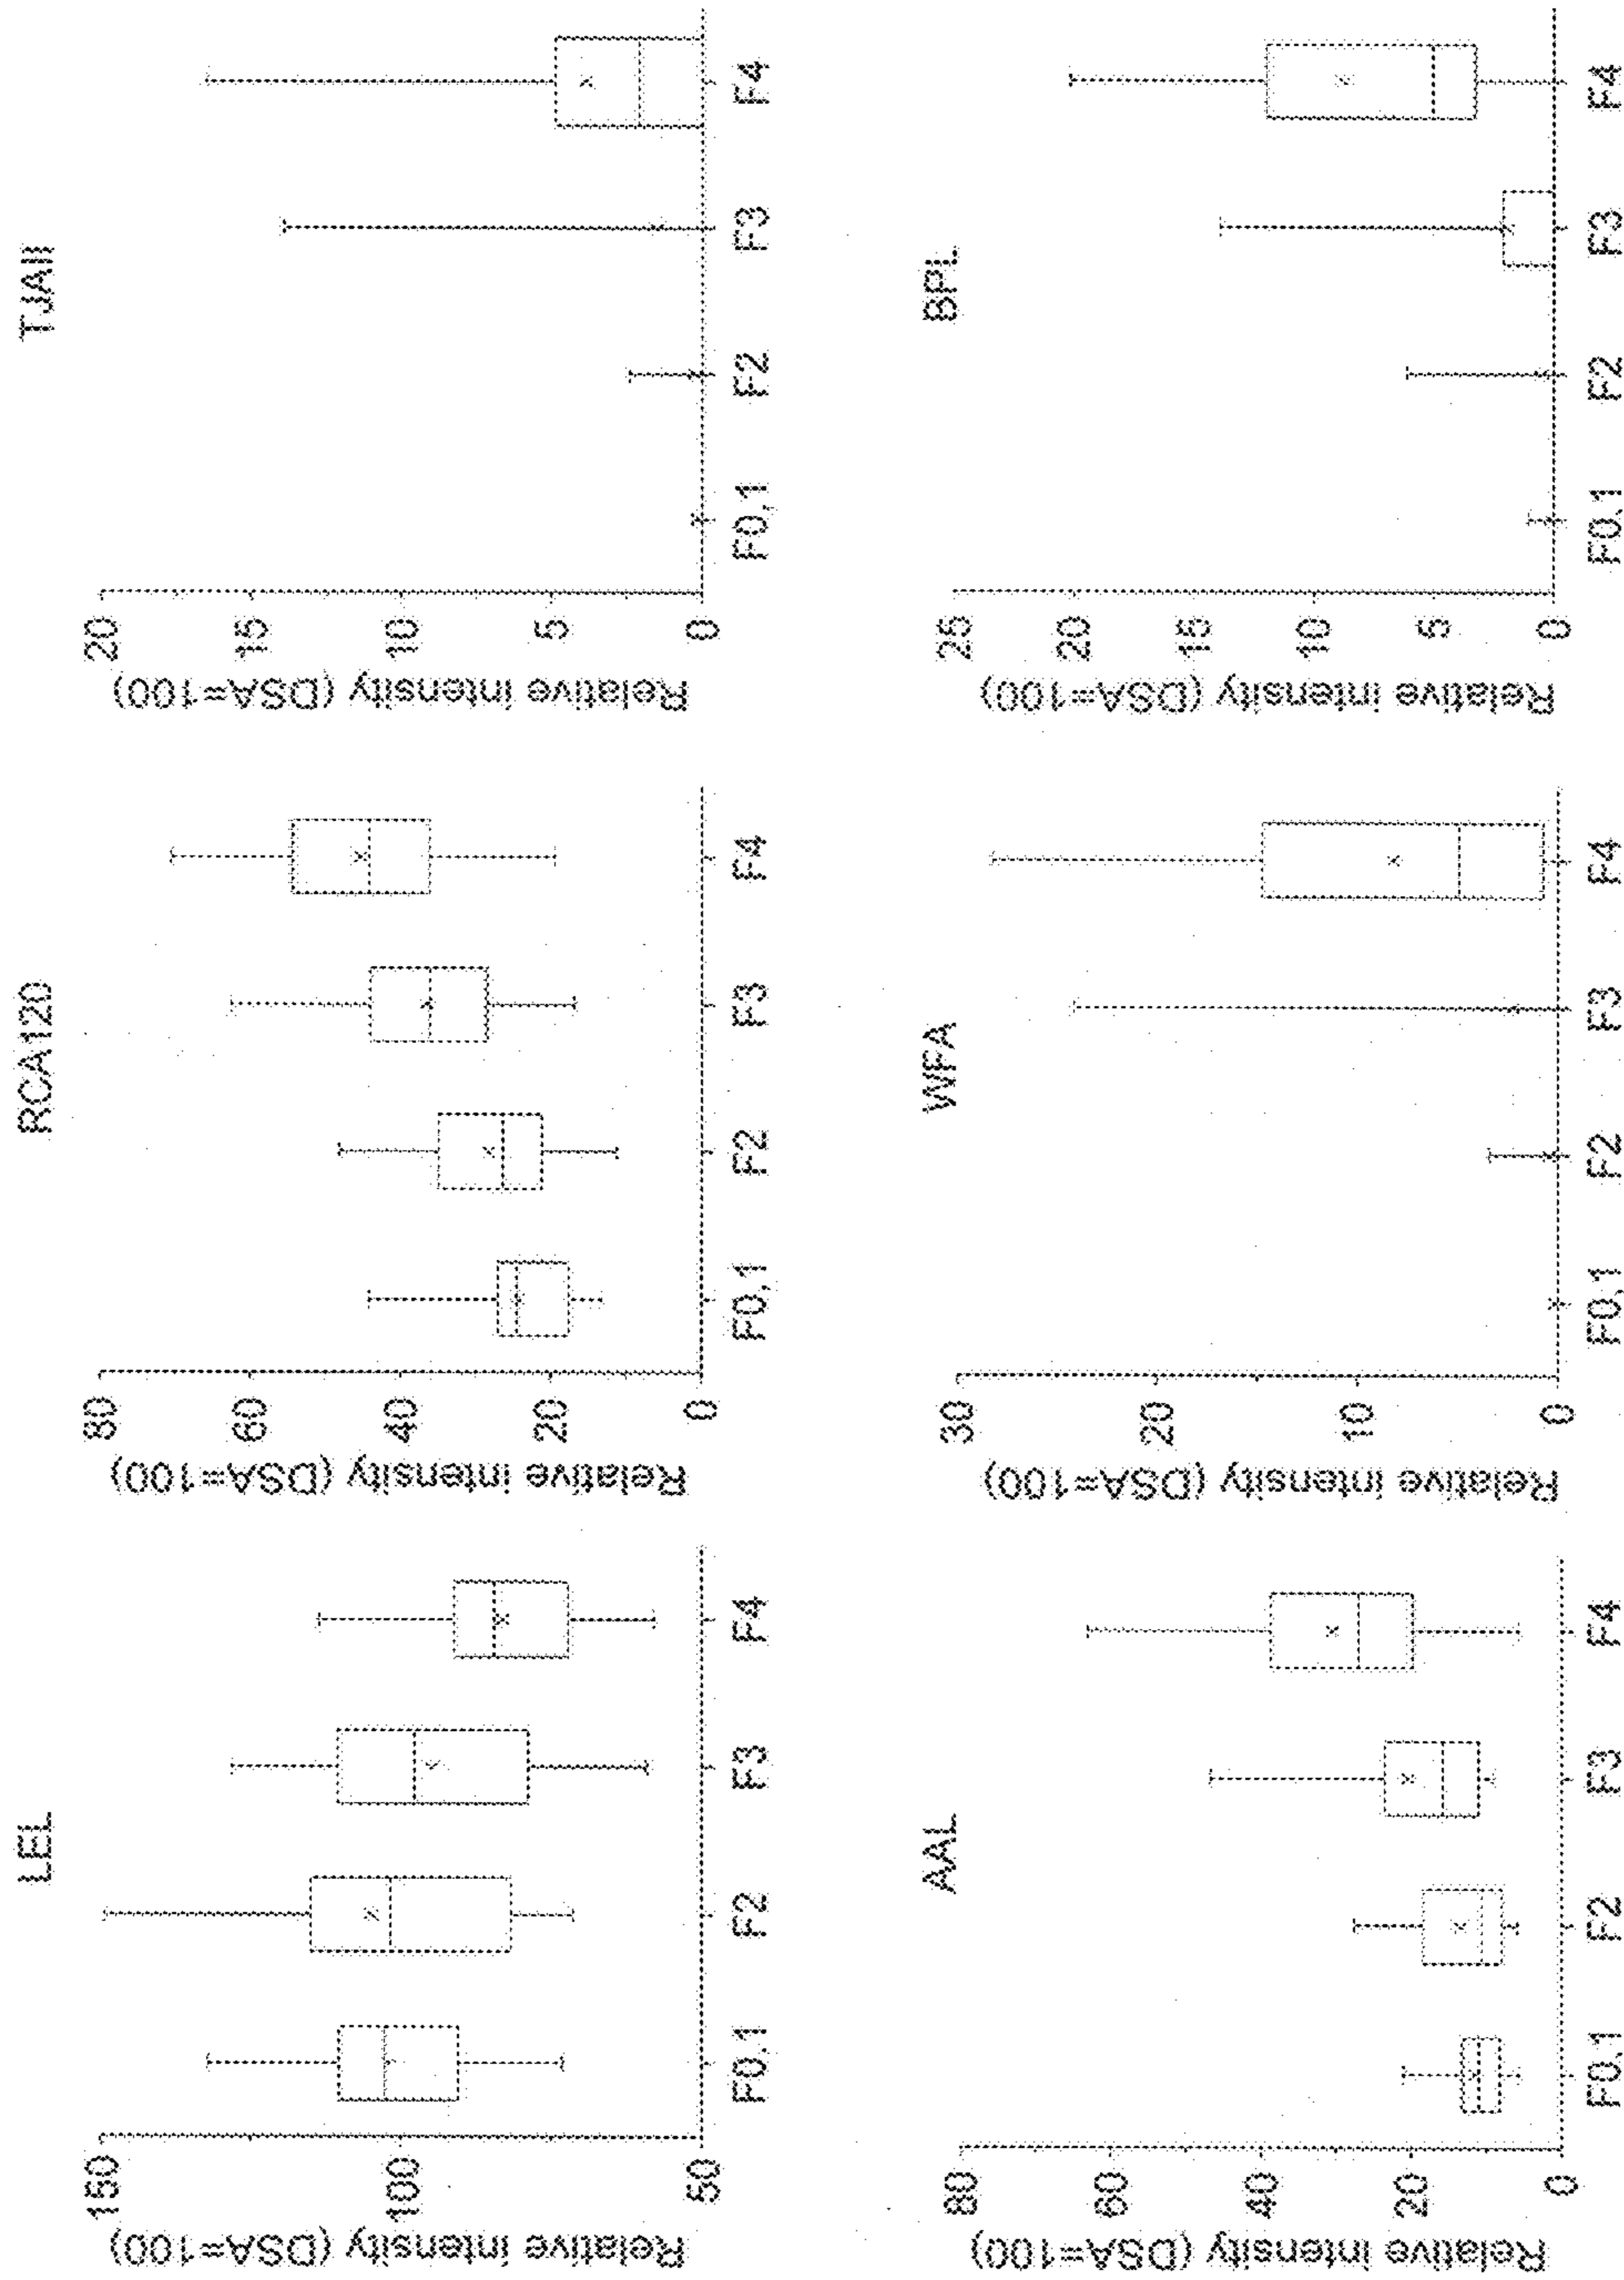 LEL
Relative intensity (DSA=100)
150
100
50
F0,1 F2 F3 F4
RCA120
Relative intensity (DSA=100)
80
60
40
20
0
F0,1 F2 F3 F4
TJAII
Relative intensity (DSA=100)
20
15
10
5
0
F0,1 F2 F3 F4
AAL
Relative intensity (DSA=100)
80
60
40
20
0
F0,1 F2 F3 F4
WFA
Relative intensity (DSA=100)
30
20
10
0
F0,1 F2 F3 F4
BPL
Relative intensity (DSA=100)
25
20
15
10
5
0
F0,1 F2 F3 F4